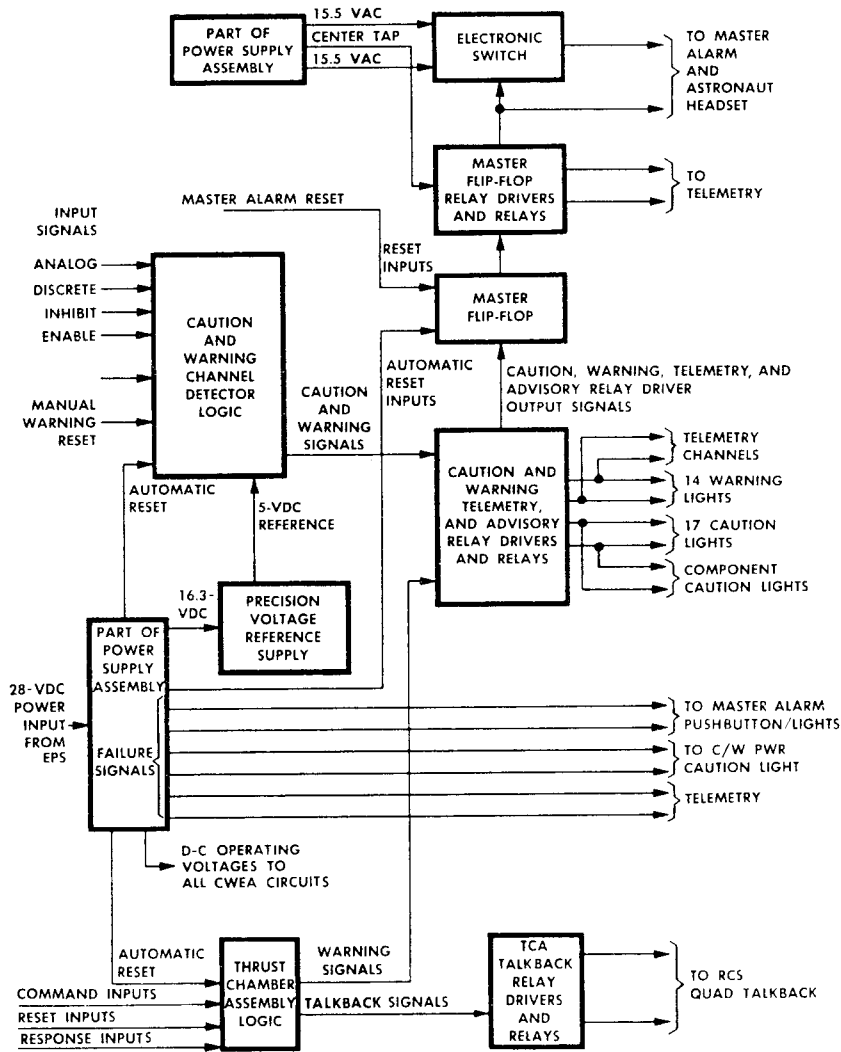 15.5 VAC
CENTER TAP
15.5 VAC
PART OF
POWER SUPPLY
ASSEMBLY
ELECTRONIC
SWITCH
TO MASTER
ALARM
AND
ASTRONAUT
HEADSET
MASTER
FLIP-FLOP
RELAY DRIVERS
AND RELAYS
TO
TELEMETRY
MASTER ALARM RESET
INPUT
SIGNALS
ANALOG
DISCRETE
INHIBIT
ENABLE
MANUAL
WARNING
RESET
CAUTION
AND
WARNING
CHANNEL
DETECTOR
LOGIC
RESET
INPUTS
MASTER
FLIP-FLOP
AUTOMATIC
RESET
INPUTS
CAUTION, WARNING, TELEMETRY, AND
ADVISORY RELAY DRIVER
OUTPUT SIGNALS
CAUTION
AND
WARNING
SIGNALS
CAUTION AND
WARNING
TELEMETRY,
AND ADVISORY
RELAY DRIVERS
AND RELAYS
TELEMETRY
CHANNELS
14 WARNING
LIGHTS
17 CAUTION
LIGHTS
COMPONENT
CAUTION LIGHTS
AUTOMATIC
RESET
5-VDC
REFERENCE
16.3-
VDC
PRECISION
VOLTAGE
REFERENCE
SUPPLY
PART OF
POWER
SUPPLY
ASSEMBLY
28-VDC
POWER
INPUT
FROM
EPS
FAILURE
SIGNALS
TO MASTER ALARM
PUSHBUTTON/LIGHTS
TO C/W PWR
CAUTION LIGHT
TELEMETRY
D-C OPERATING
VOLTAGES TO
ALL CWEA CIRCUITS
AUTOMATIC
RESET
COMMAND INPUTS
RESET INPUTS
RESPONSE INPUTS
THRUST
CHAMBER
ASSEMBLY
LOGIC
WARNING
SIGNALS
TALKBACK SIGNALS
TCA
TALKBACK
RELAY
DRIVERS
AND
RELAYS
TO RCS
QUAD TALKBACK